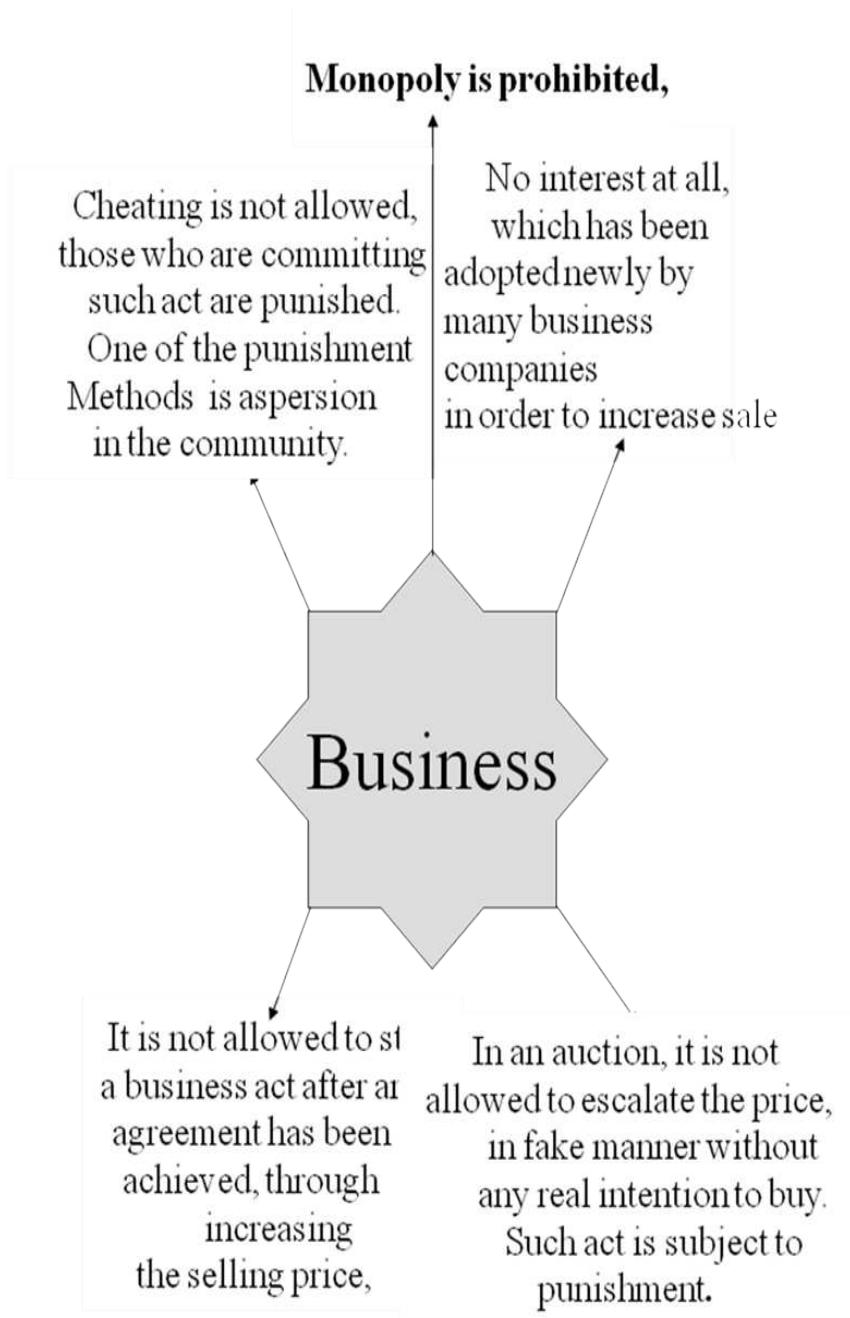 Monopoly is prohibited,
Cheating is not allowed,
those who are committing
such act are punished.
One of the punishment
Methods is aspersion
in the community.
No interest at all,
which has been
adopted newly by
many business
companies
in order to increase sale
Business
It is not allowed to
a business act after
agreement has been
achieved, through
increasing
the selling price,
In an auction, it is not
allowed to escalate the price,
in fake manner without
any real intention to buy.
Such act is subject to
punishment.